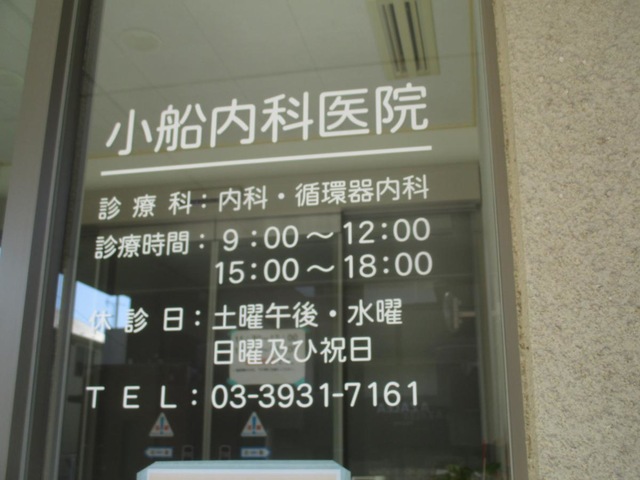 小船内科医院
診療科：内科・循環器内科
診療時間：9：00～12：00
15：00～18：00
休診日：土曜午後・水曜
日曜及び祝日
TEL：03-3931-7161